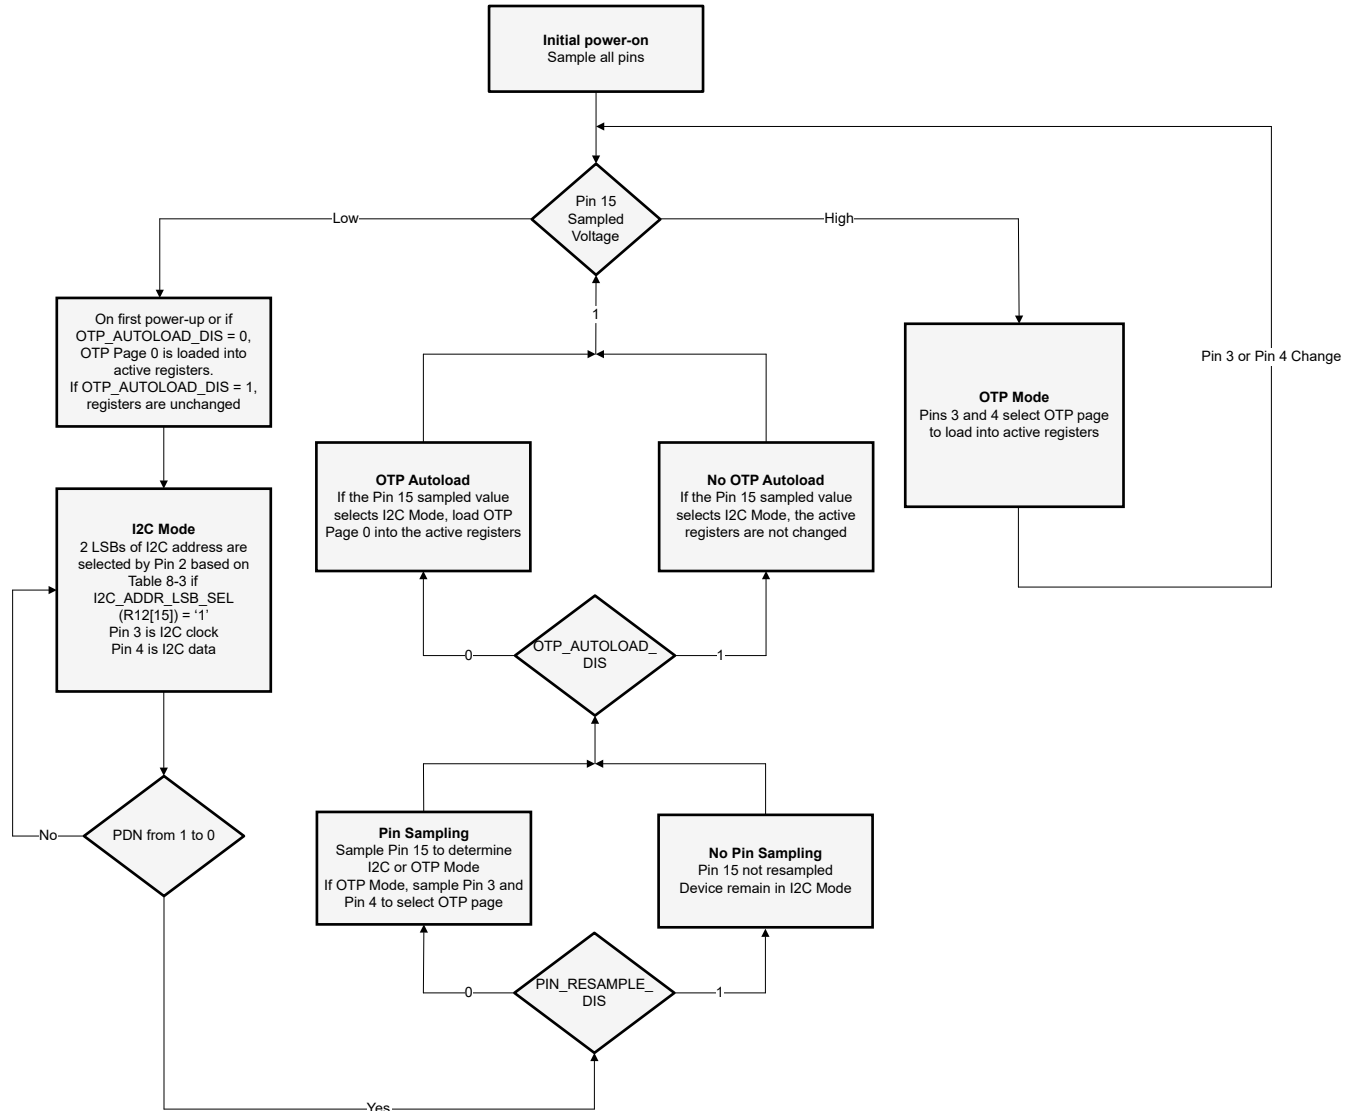 Initial power-on
Sample all pins
Pin 15
Sampled
Voltage
Low
High
1
On first power-up or if
OTP_AUTOLOAD_DIS = 0,
OTP Page 0 is loaded into
active registers.
If OTP_AUTOLOAD_DIS = 1,
registers are unchanged
Pin 3 or Pin 4 Change
OTP Mode
Pins 3 and 4 select OTP page
to load into active registers
OTP Autoload
If the Pin 15 sampled value
selects I2C Mode, load OTP
Page 0 into the active registers
No OTP Autoload
If the Pin 15 sampled value
selects I2C Mode, the active
registers are not changed
I2C Mode
2 LSBs of I2C address are
selected by Pin 2 based on
Table 8-3 if
I2C_ADDR_LSB_SEL
(R12[15]) = ‘1’
Pin 3 is I2C clock
Pin 4 is I2C data
0
OTP_AUTOLOAD_
DIS
1
No
PDN from 1 to 0
Pin Sampling
Sample Pin 15 to determine
I2C or OTP Mode
If OTP Mode, sample Pin 3 and
Pin 4 to select OTP page
No Pin Sampling
Pin 15 not resampled
Device remain in I2C Mode
0
PIN_RESAMPLE_
DIS
1
Yes